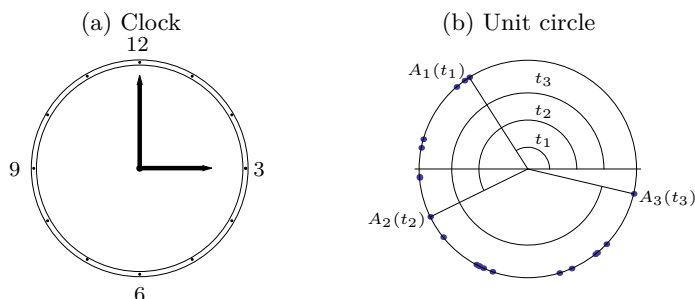 (a) Clock
12
9
3
6
(b) Unit circle
A₁(t₁)
t₃
t₂
t₁
A₂(t₂)
A₃(t₃)